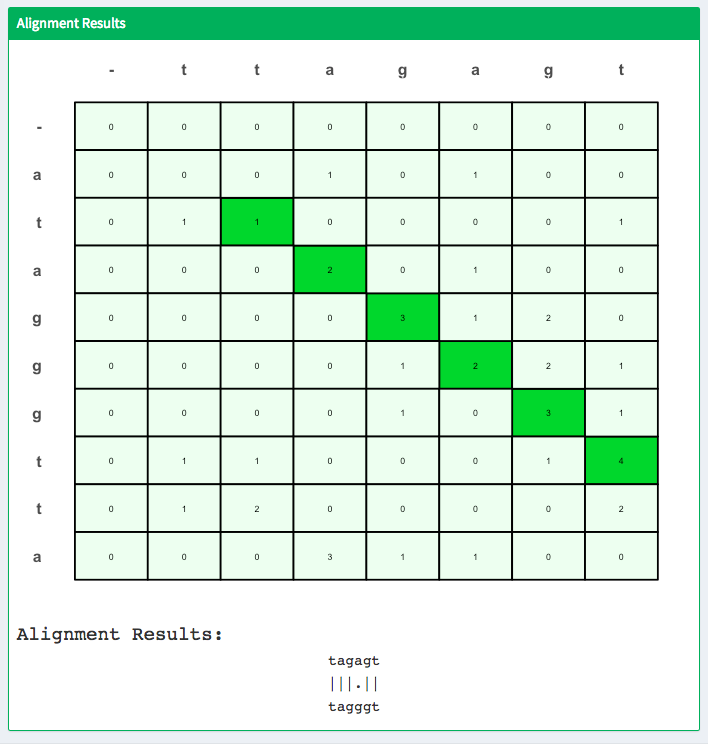 Alignment Results
- t t a g a g t
- 0 0 0 0 0 0 0 0
a 0 0 0 1 0 1 0 0
t 0 1 1 0 0 0 0 1
a 0 0 0 2 0 1 0 0
g 0 0 0 0 3 1 2 0
g 0 0 0 0 1 2 2 1
g 0 0 0 0 1 0 3 1
t 0 1 1 0 0 0 1 4
t 0 1 2 0 0 0 0 2
a 0 0 0 3 1 1 0 0
Alignment Results:
tagagt
|||.||
tagggt